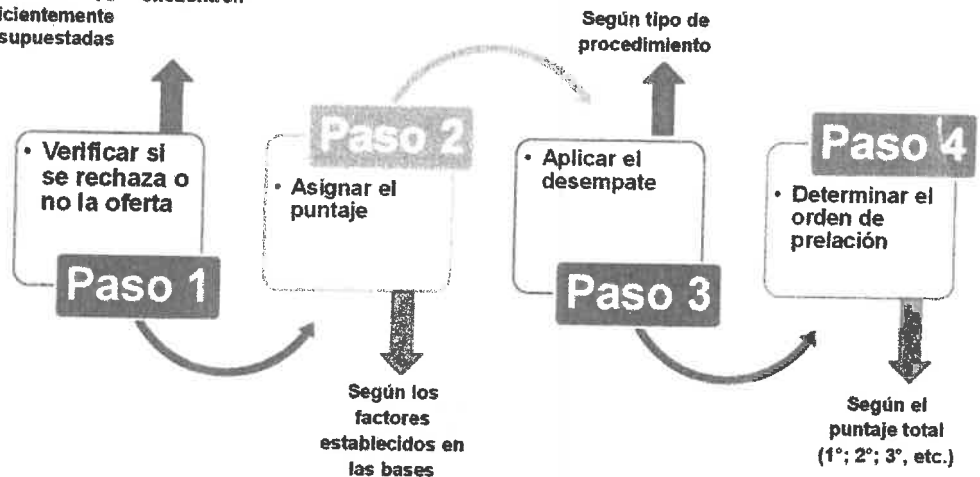 icientemente
supuestadas
• Verificar si
se rechaza o
no la oferta
Paso 1
Paso 2
• Asignar el
puntaje
Según los
factores
establecidos en
las bases
Según tipo de
procedimiento
• Aplicar el
desempate
Paso 3
Paso 4
• Determinar el
orden de
prelación
Según el
puntaje total
(1°; 2°; 3°, etc.)